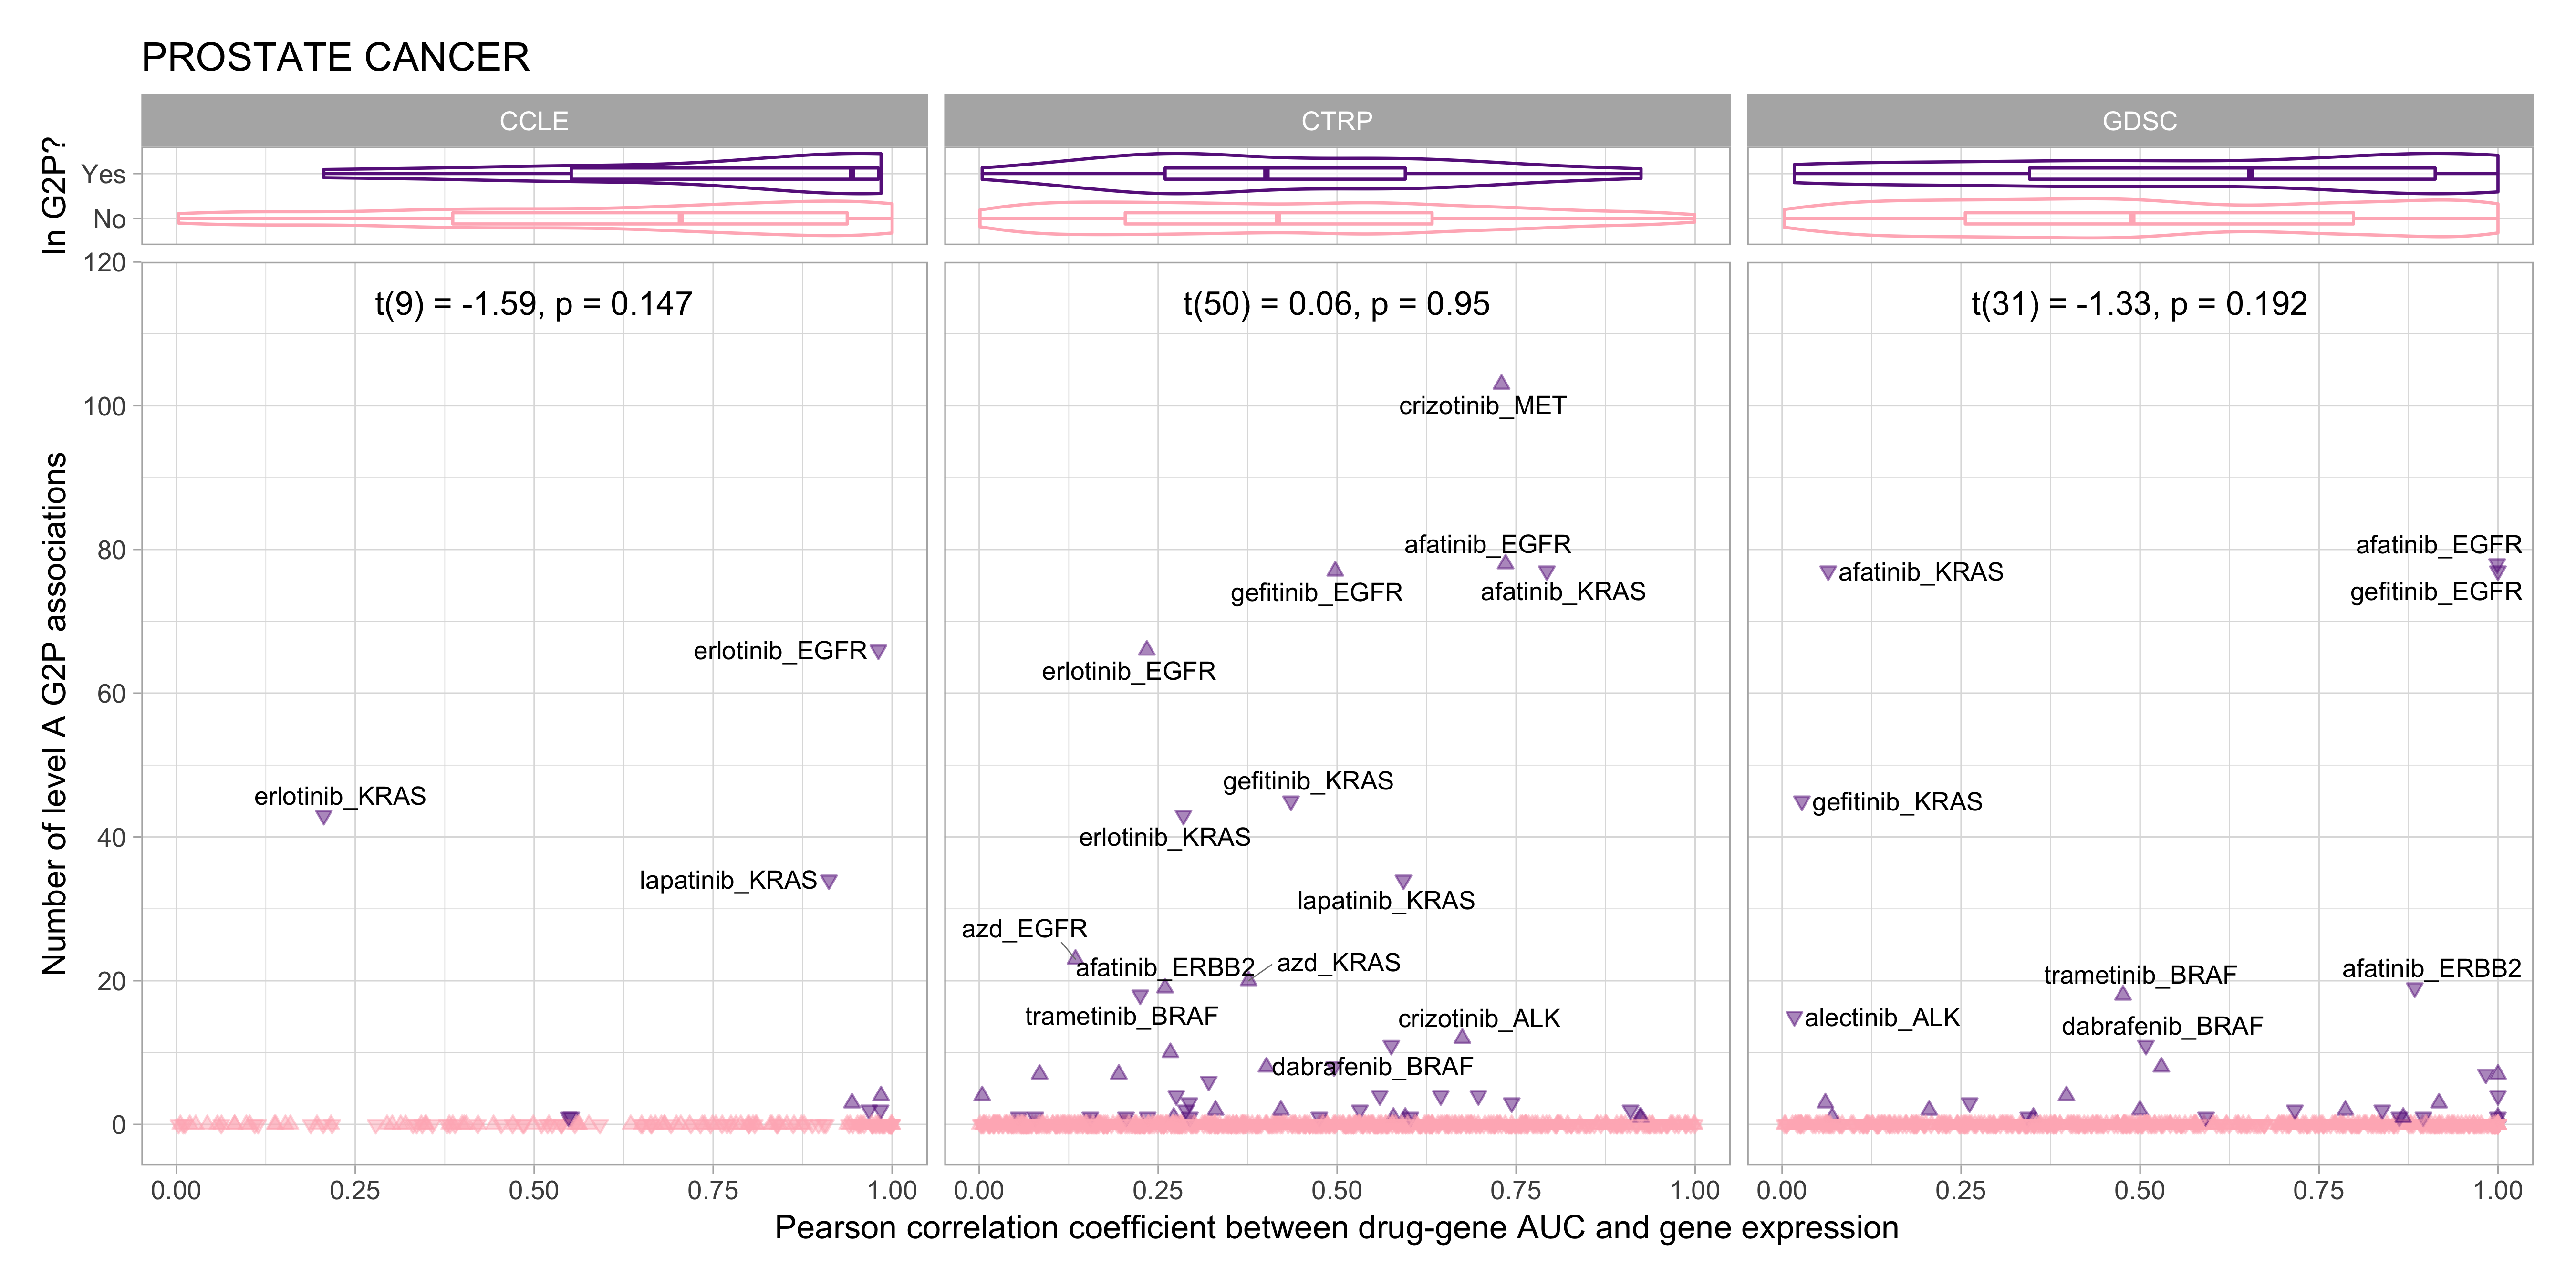 PROSTATE CANCER
CCLE
CTRP
GDSC
In G2P?
Yes
No
Number of level A G2P associations
120
100
80
60
40
20
0
t(9) = -1.59, p = 0.147
erlotinib_EGFR
erlotinib_KRAS
lapatinib_KRAS
t(50) = 0.06, p = 0.95
crizotinib_MET
afatinib_EGFR
gefitinib_EGFR
afatinib_KRAS
erlotinib_EGFR
gefitinib_KRAS
erlotinib_KRAS
lapatinib_KRAS
azd_EGFR
afatinib_ERBB2
azd_KRAS
trametinib_BRAF
crizotinib_ALK
dabrafenib_BRAF
t(31) = -1.33, p = 0.192
afatinib_EGFR
afatinib_KRAS
gefitinib_EGFR
gefitinib_KRAS
trametinib_BRAF
afatinib_ERBB2
alectinib_ALK
dabrafenib_BRAF
0.00 0.25 0.50 0.75 1.00
0.00 0.25 0.50 0.75 1.00
0.00 0.25 0.50 0.75 1.00
Pearson correlation coefficient between drug-gene AUC and gene expression